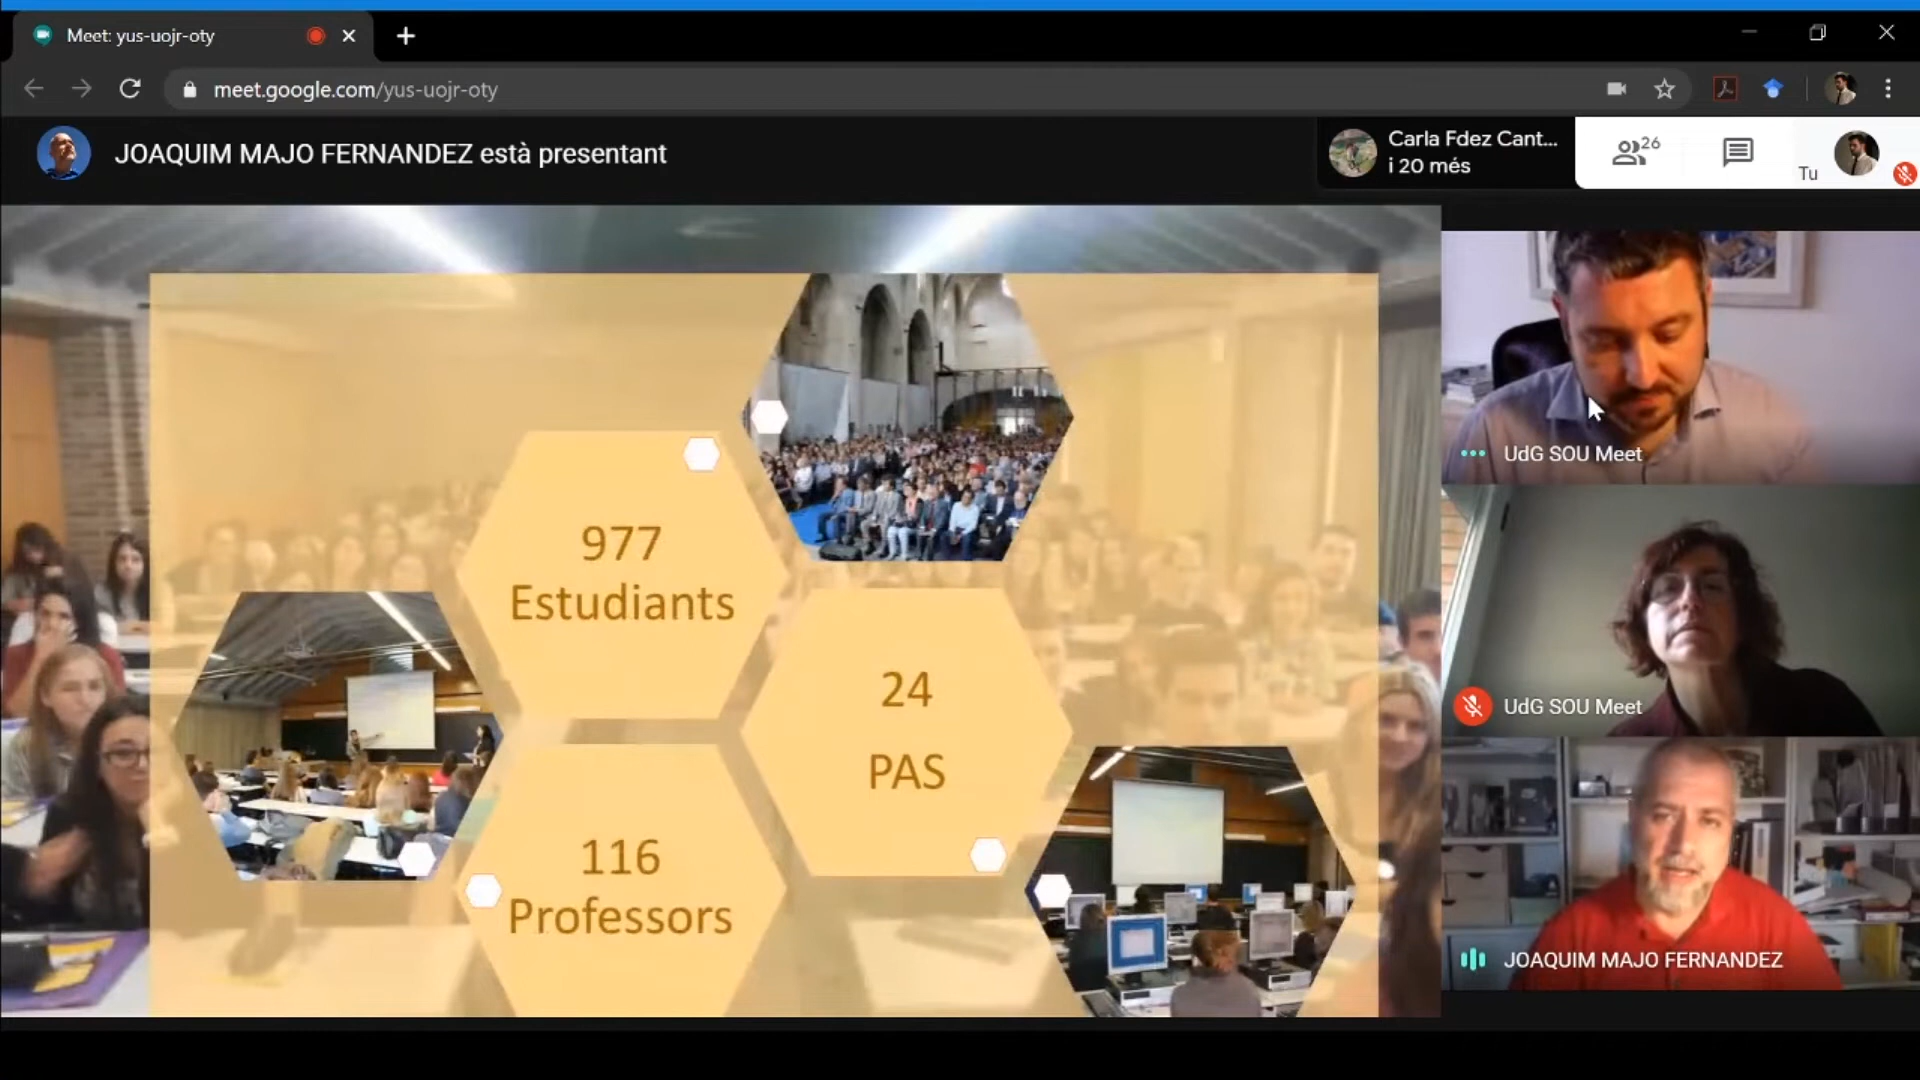 Meet: yus-uojr-oty
meet.google.com/yus-uojr-oty
JOAQUIM MAJO FERNANDEZ està presentant
Carla Fdez Cant...
i 20 més
26
Tu
977
Estudiants
24
PAS
116
Professors
UdG SOU Meet
UdG SOU Meet
JOAQUIM MAJO FERNANDEZ